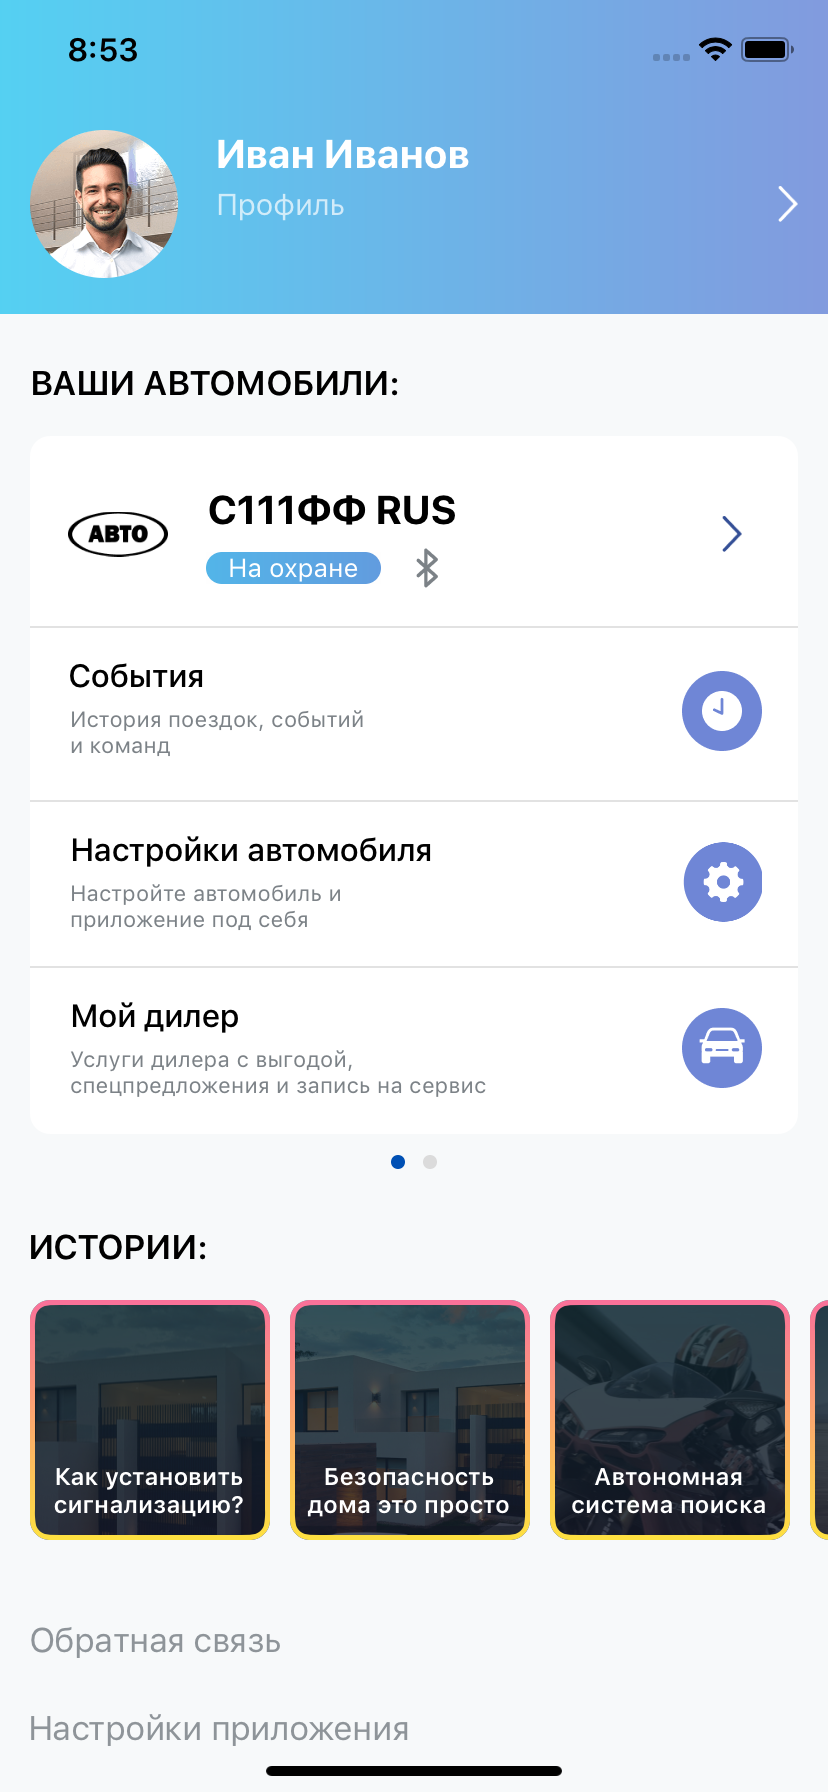 8:53
Иван Иванов
Профиль
ВАШИ АВТОМОБИЛИ:
АВТО
С111ФФ RUS
На охране
События
История поездок, событий
и команд
Настройки автомобиля
Настройте автомобиль и
приложение под себя
Мой дилер
Услуги дилера с выгодой,
спецпредложения и запись на сервис
ИСТОРИИ:
Как установить
сигнализацию?
Безопасность
дома это просто
Автономная
система поиска
Обратная связь
Настройки приложения